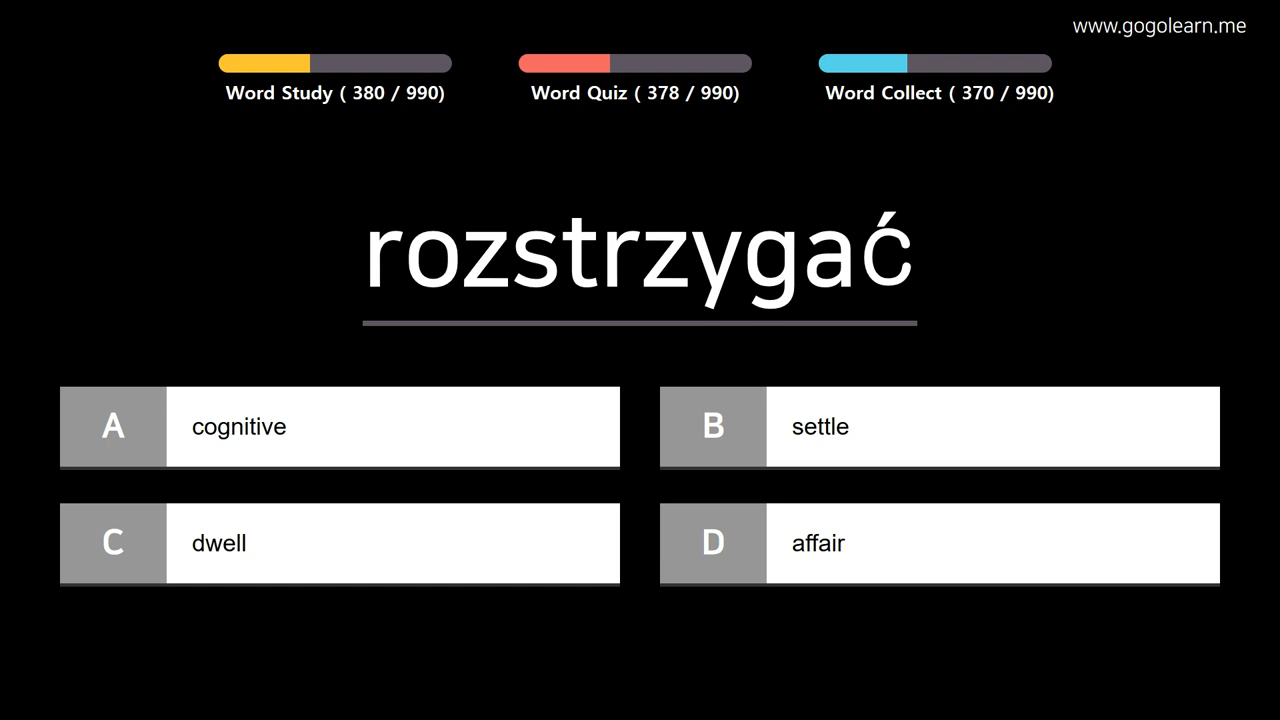 www.gogolearn.me
Word Study ( 380 / 990)
Word Quiz ( 378 / 990)
Word Collect ( 370 / 990)
rozstrzygać
A cognitive
B settle
C dwell
D affair